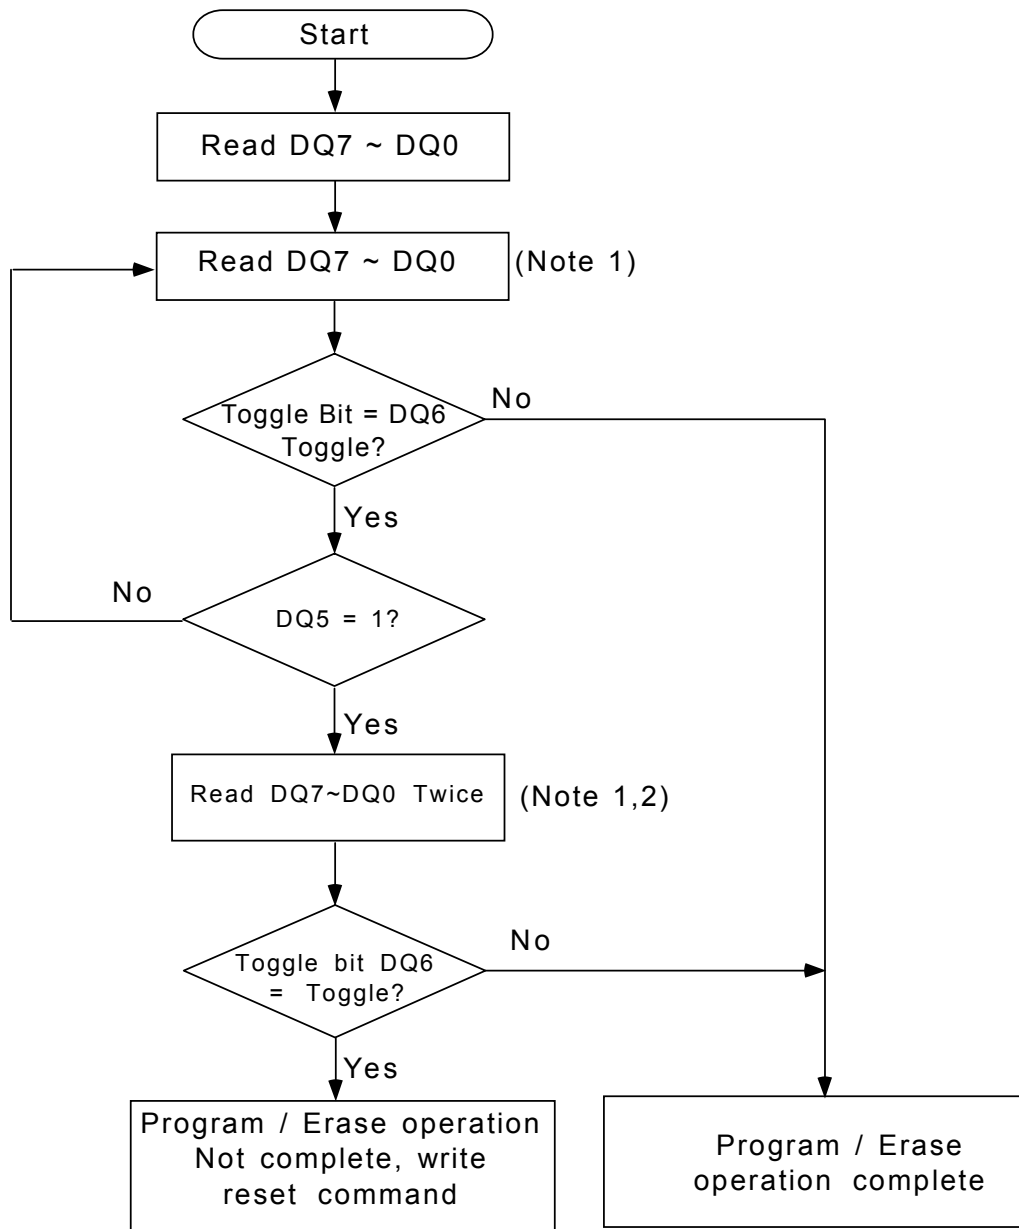 Start
Read DQ7 ~ DQ0
Read DQ7 ~ DQ0
(Note 1)
Toggle Bit = DQ6
Toggle?
No
Yes
DQ5 = 1?
No
Yes
Read DQ7~DQ0 Twice
(Note 1,2)
Toggle bit DQ6
= Toggle?
No
Yes
Program / Erase operation
Not complete, write
reset command
Program / Erase
operation complete